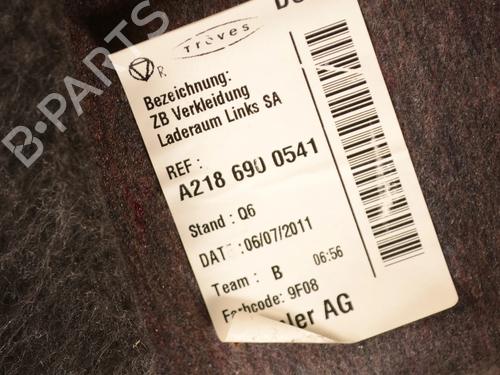 Trèves
R
Bezeichnung:
ZB Verkleidung
Laderaum Links SA
REF :
A218 690 0541
Stand : Q6
DAT : 06/07/2011
Team : B 06:56
Farbcode: 9F08
ler AG
B-PARTS